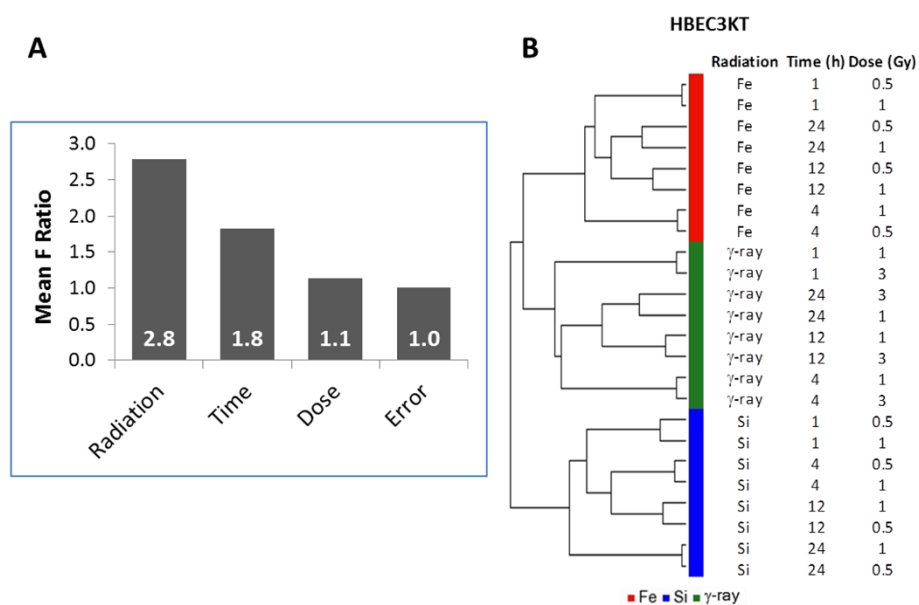 A
Mean F Ratio
3.0
2.5
2.0
1.5
1.0
0.5
0.0
2.8 1.8 1.1 1.0
Radiation Time Dose Error
B
HBEC3KT
Radiation Time (h) Dose (Gy)
Fe 1 0.5
Fe 1 1
Fe 24 0.5
Fe 24 1
Fe 12 0.5
Fe 12 1
Fe 4 1
Fe 4 0.5
γ-ray 1 1
γ-ray 1 3
γ-ray 24 3
γ-ray 24 1
γ-ray 12 1
γ-ray 12 3
γ-ray 4 1
γ-ray 4 3
Si 1 0.5
Si 1 1
Si 4 0.5
Si 4 1
Si 12 1
Si 12 0.5
Si 24 1
Si 24 0.5
Fe Si γ-ray